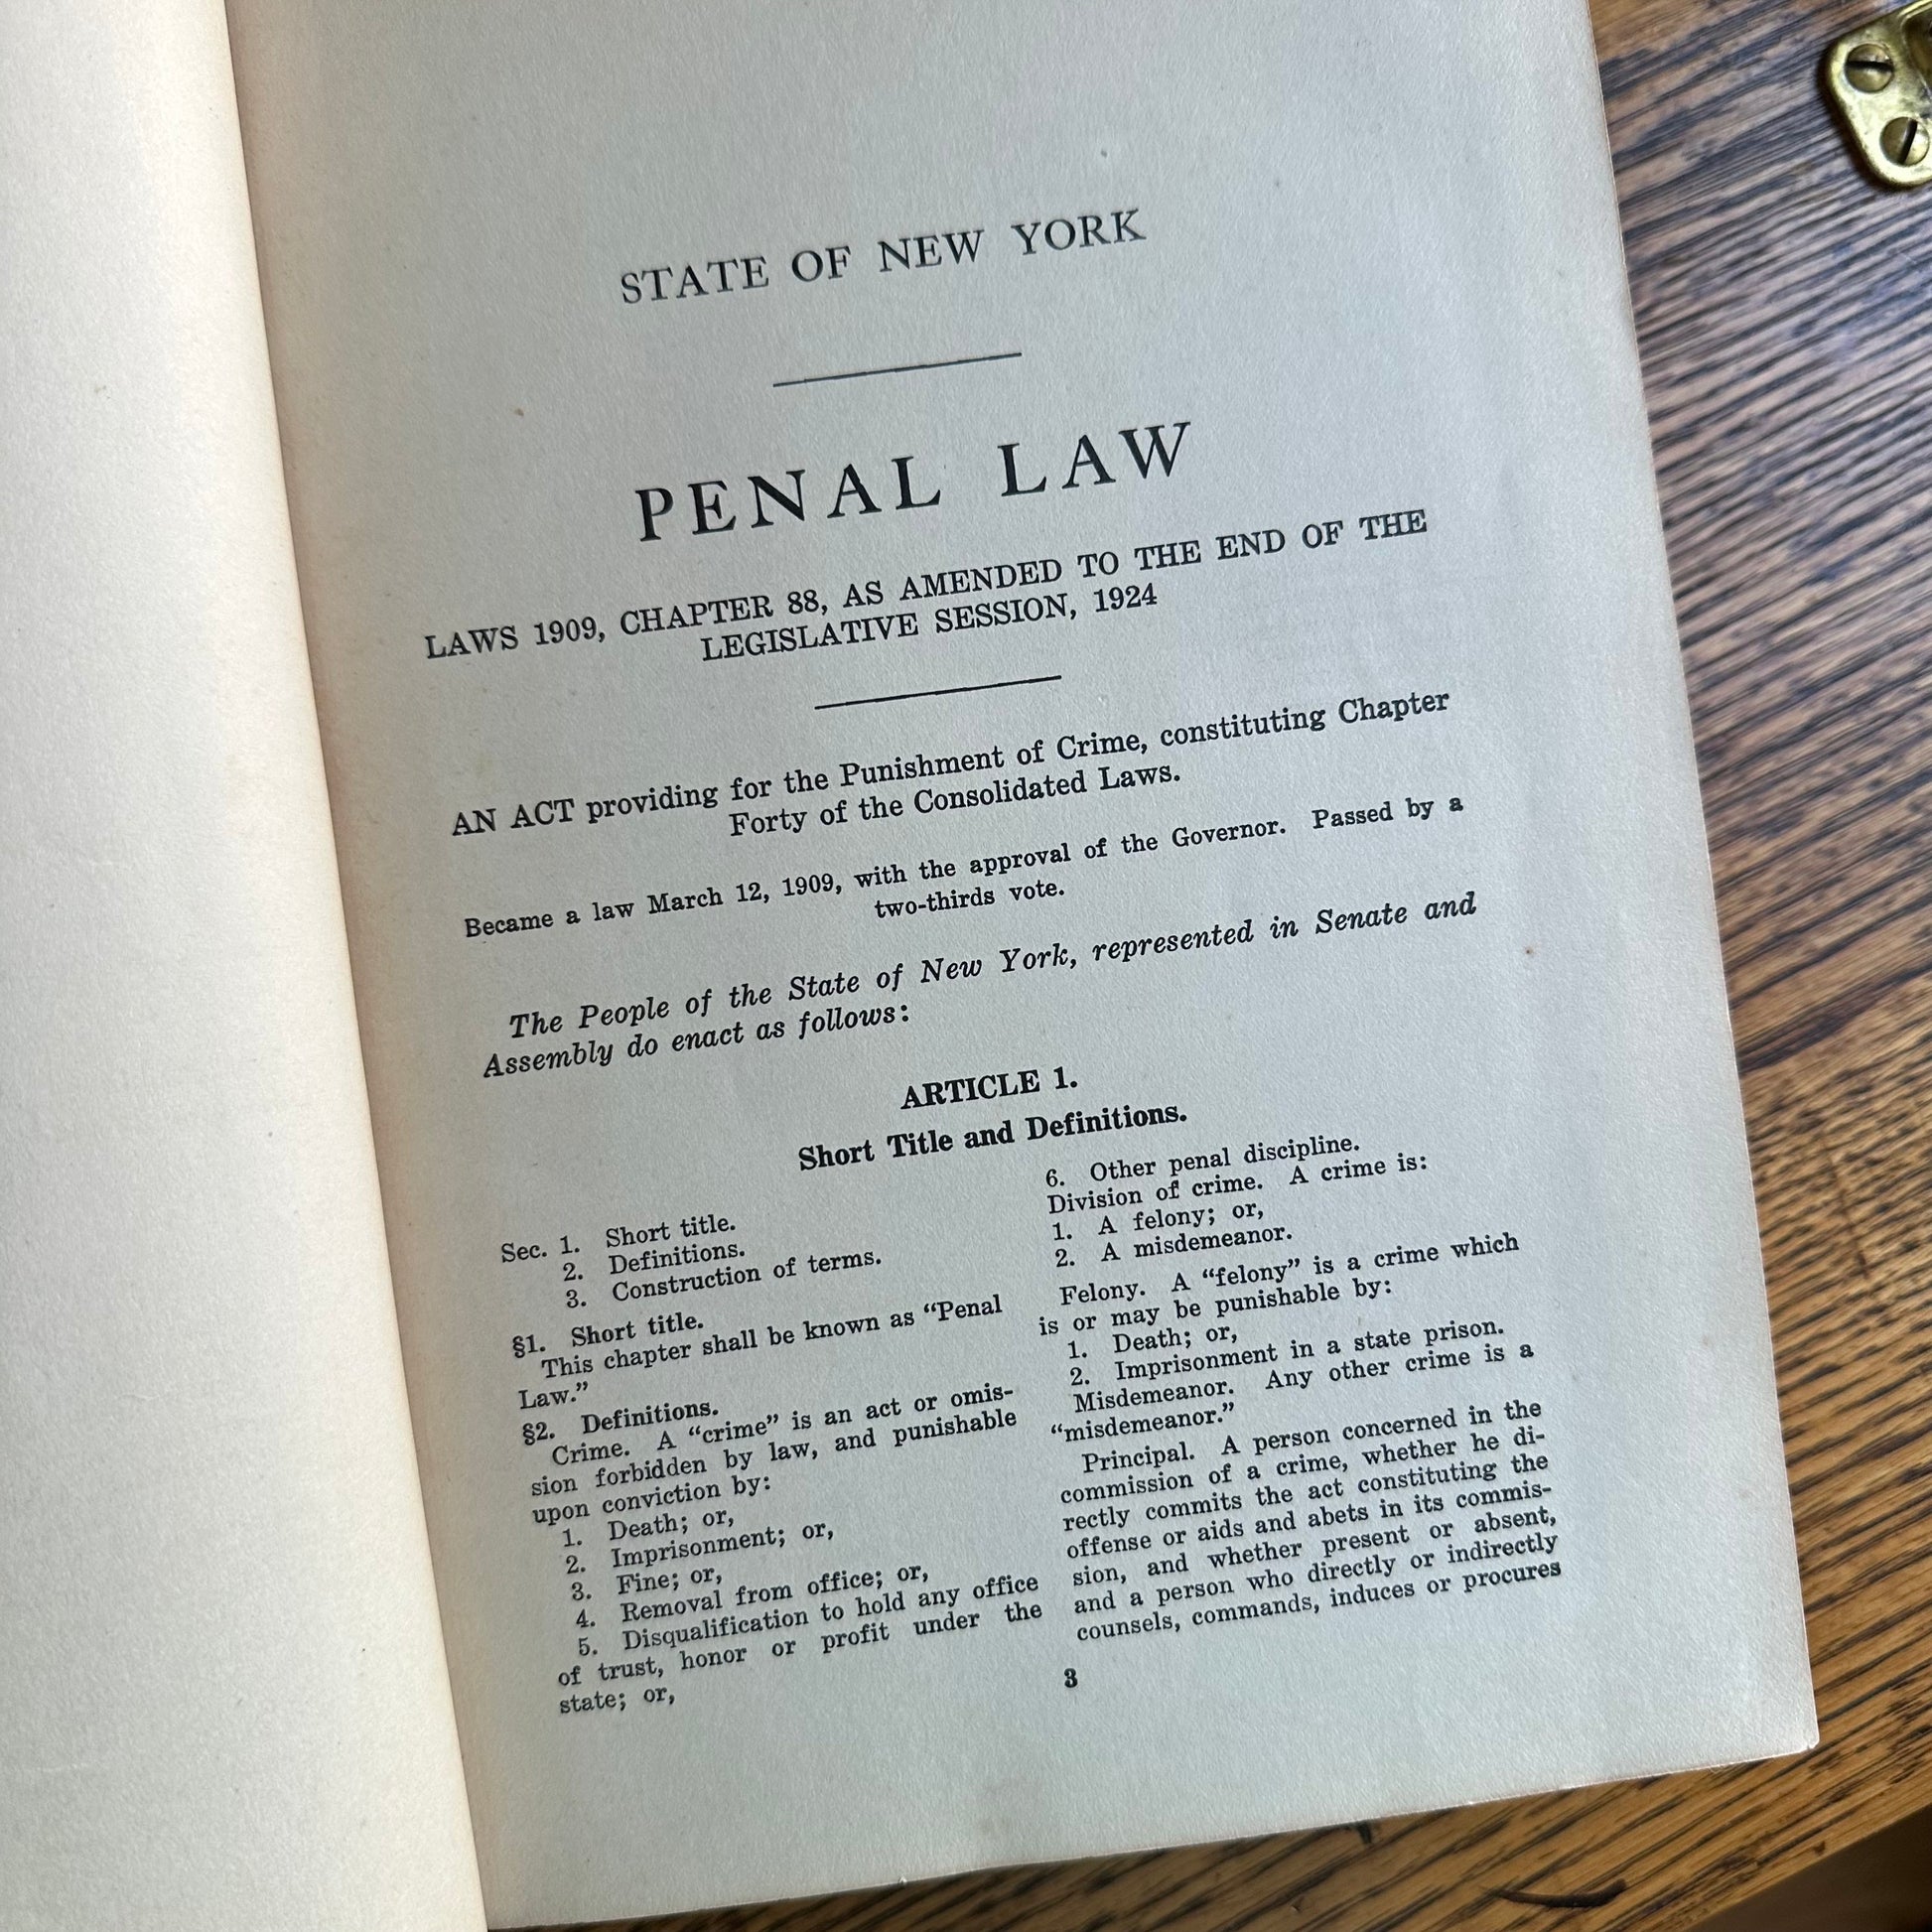 STATE OF NEW YORK
PENAL LAW
LAWS 1909, CHAPTER 88, AS AMENDED TO THE END OF THE
LEGISLATIVE SESSION, 1924
AN ACT providing for the Punishment of Crime, constituting Chapter
Forty of the Consolidated Laws.
Became a law March 12, 1909, with the approval of the Governor. Passed by a
two-thirds vote.
The People of the State of New York, represented in Senate and
Assembly do enact as follows:
ARTICLE 1.
Short Title and Definitions.
Sec. 1. Short title.
2. Definitions.
3. Construction of terms.
§1. Short title.
This chapter shall be known as “Penal
Law.”
§2. Definitions.
Crime. A “crime” is an act or omis-
sion forbidden by law, and punishable
upon conviction by:
1. Death; or,
2. Imprisonment; or,
3. Fine; or,
4. Removal from office; or,
5. Disqualification to hold any office
of trust, honor or profit under the
state; or,
6. Other penal discipline.
Division of crime. A crime is:
1. A felony; or,
2. A misdemeanor.
Felony. A “felony” is a crime which
is or may be punishable by:
1. Death; or,
2. Imprisonment in a state prison.
Misdemeanor. Any other crime is a
“misdemeanor.”
Principal. A person concerned in the
commission of a crime, whether he di-
rectly commits the act constituting the
offense or aids and abets in its commis-
sion, and whether present or absent,
and a person who directly or indirectly
counsels, commands, induces or procures
3